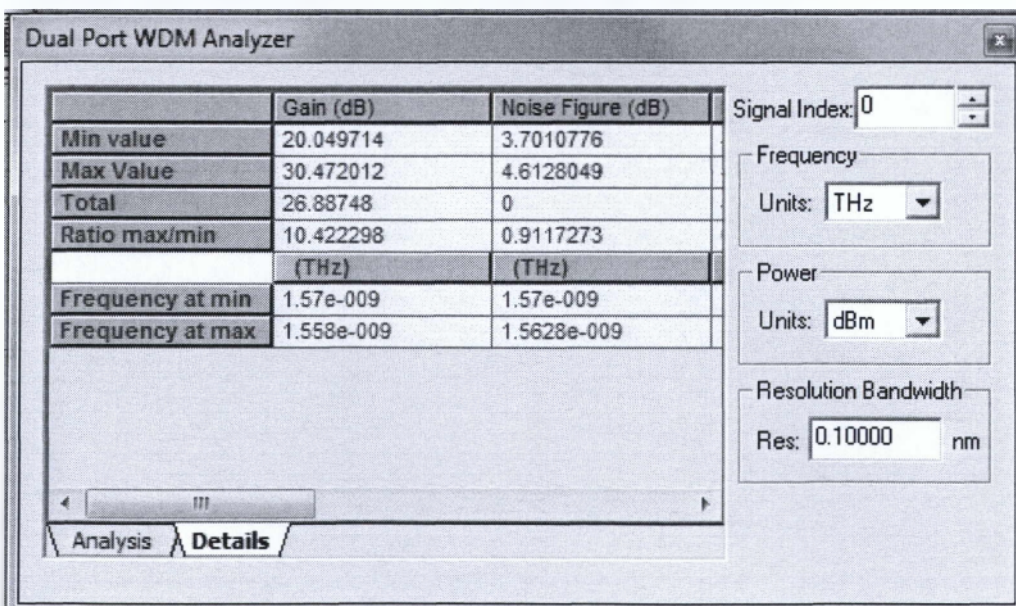 Dual Port WDM Analyzer
Gain (dB) Noise Figure (dB)
Min value 20.049714 3.7010776
Max Value 30.472012 4.6128049
Total 26.88748 0
Ratio max/min 10.422298 0.9117273
(THz) (THz)
Frequency at min 1.57e-009 1.57e-009
Frequency at max 1.558e-009 1.5628e-009
Analysis Details
Signal Index: 0
Frequency
Units: THz
Power
Units: dBm
Resolution Bandwidth
Res: 0.10000 nm